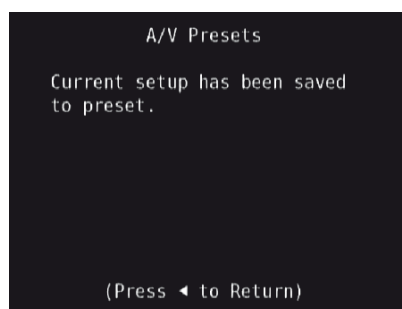 A/V Presets
Current setup has been saved
to preset.
(Press ◄ to Return)